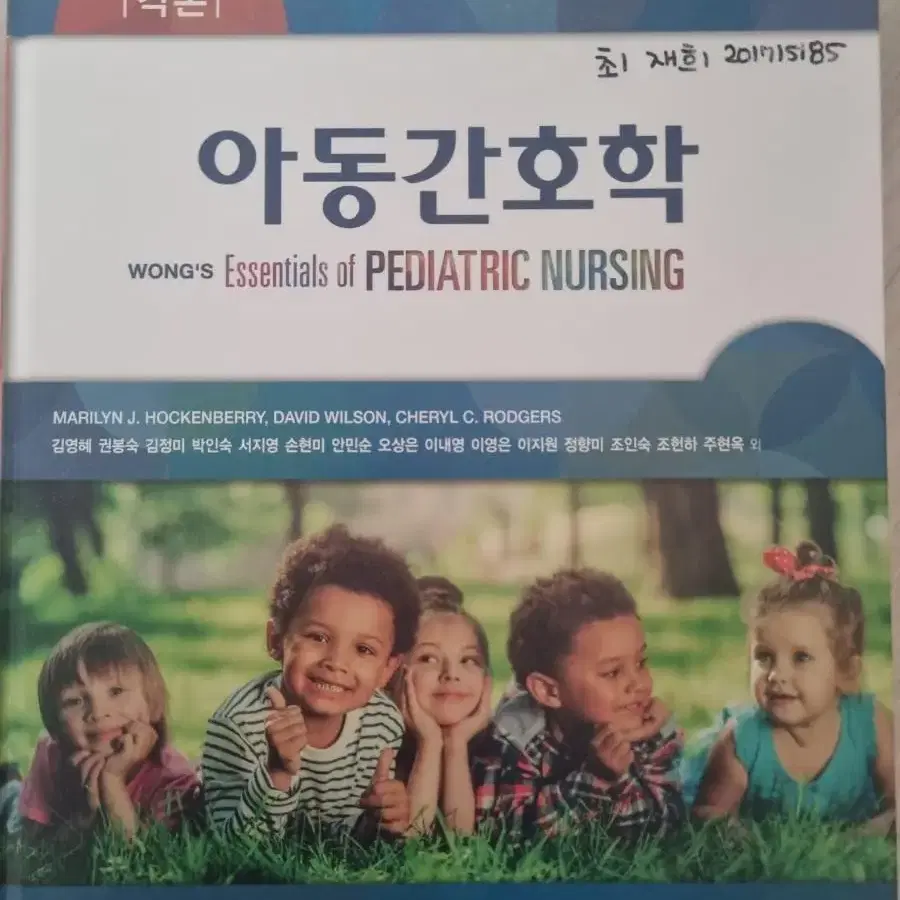 각론
최재희 201715185
아동간호학
WONG'S Essentials of PEDIATRIC NURSING
MARILYN J. HOCKENBERRY, DAVID WILSON, CHERYL C. RODGERS
김영혜 권봉숙 김정미 박인숙 서지영 손현미 안민순 오상은 이내영 이영은 이지원 정향미 조인숙 조헌하 주현옥 외